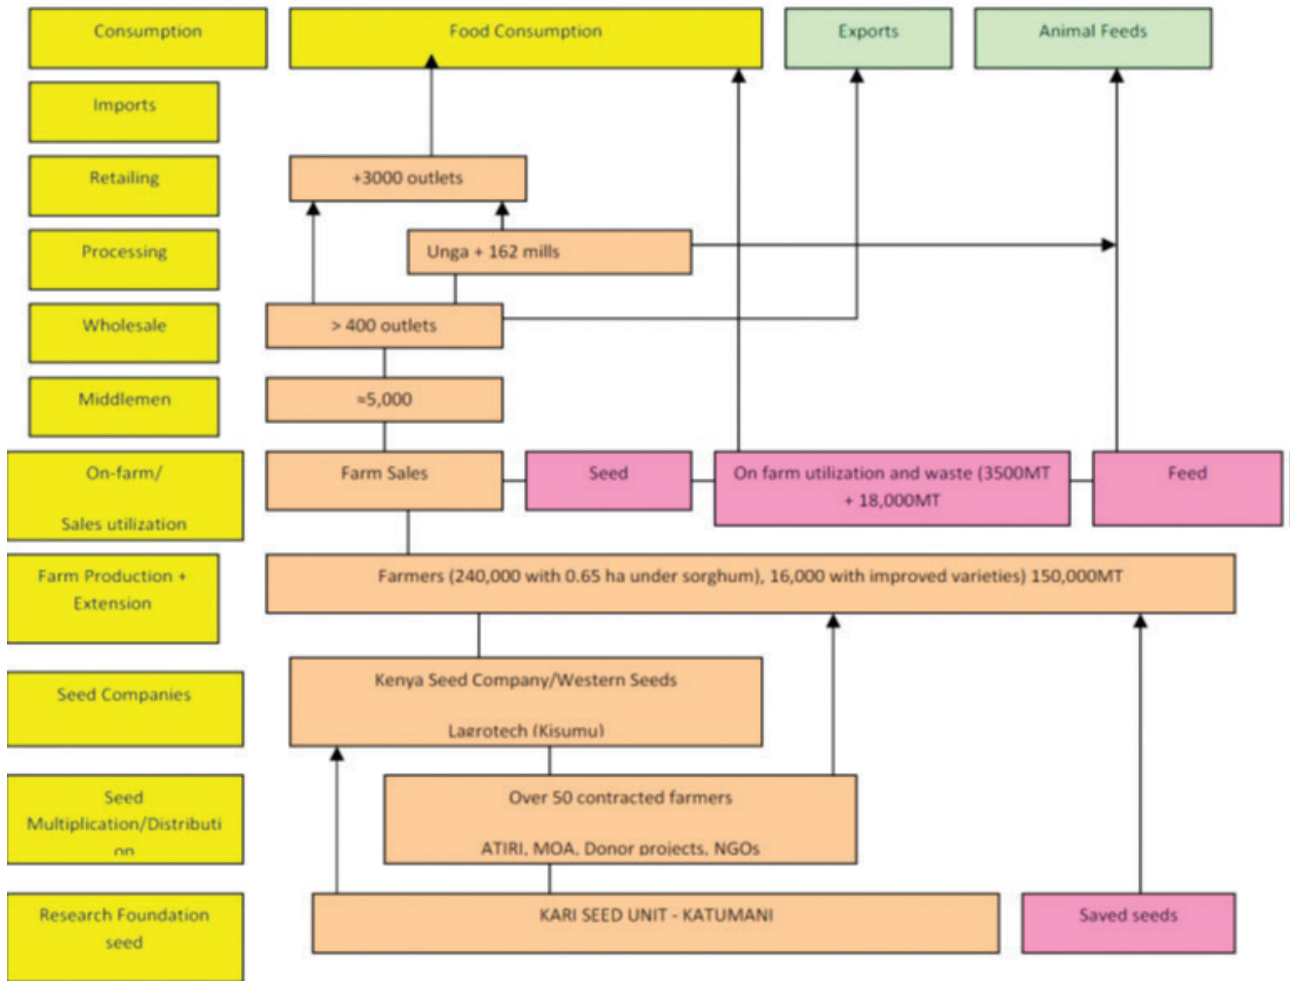 Consumption
Food Consumption
Exports
Animal Feeds
Imports
Retailing
+3000 outlets
Processing
Unga + 162 mills
Wholesale
> 400 outlets
Middlemen
≈5,000
On-farm/
Sales utilization
Farm Sales
Seed
On farm utilization and waste (3500MT
+ 18,000MT
Feed
Farm Production +
Extension
Farmers (240,000 with 0.65 ha under sorghum), 16,000 with improved varieties) 150,000MT
Seed Companies
Kenya Seed Company/Western Seeds
Lagrotech (Kisumu)
Seed
Multiplication/Distributi
on
Over 50 contracted farmers
ATIRI, MOA, Donor projects, NGOs
Research Foundation
seed
KARI SEED UNIT - KATUMANI
Saved seeds